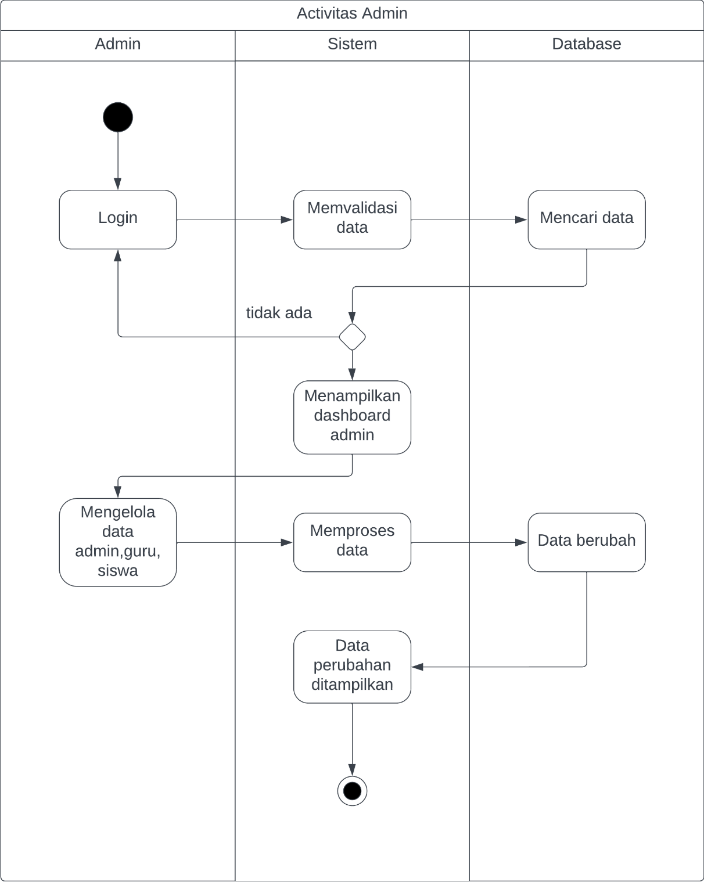 Activitas Admin
Admin
Sistem
Database
Login
Memvalidasi
data
Mencari data
tidak ada
Menampilkan
dashboard
admin
Mengelola
data
admin,guru,
siswa
Memproses
data
Data berubah
Data
perubahan
ditampilkan